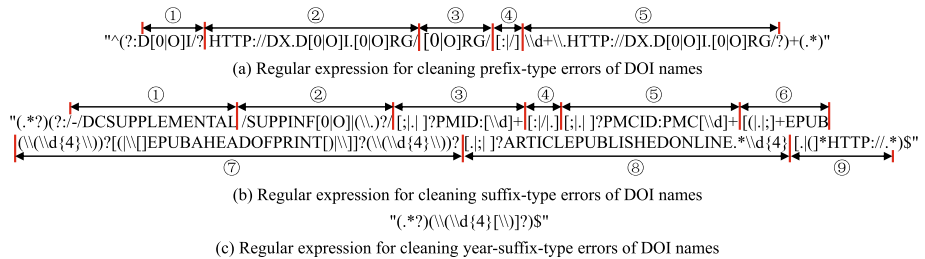 ① ② ③ ④ ⑤
"^(?:D[0|O]I/?|HTTP://DX.D[0|O]I.[0|O]RG/|[0|O]RG/|[:|/]|\\d+\\.HTTP://DX.D[0|O]I.[0|O]RG/?)+(.*)"
(a) Regular expression for cleaning prefix-type errors of DOI names
① ② ③ ④ ⑤ ⑥
"(.*?)(?:/-/DCSUPPLEMENTAL|/SUPPINF[0|O]|(\\.)?/|[;|.| ]?PMID:[\\d]+|[:|/|.]|[;|.| ]?PMCID:PMC[\\d]+|[(|.|;]+EPUB|
(\\(\\d{4}\\))?[(|\\[]EPUBAHEADOFPRINT[)|\\]]?(\\(\\d{4}\\))?|[.|;| ]?ARTICLEPUBLISHEDONLINE.*\\d{4}|[.|(]*HTTP://.*)$"
⑦ ⑧ ⑨
(b) Regular expression for cleaning suffix-type errors of DOI names
"(.*?)(\\(\\d{4}[\\)]?)$"
(c) Regular expression for cleaning year-suffix-type errors of DOI names